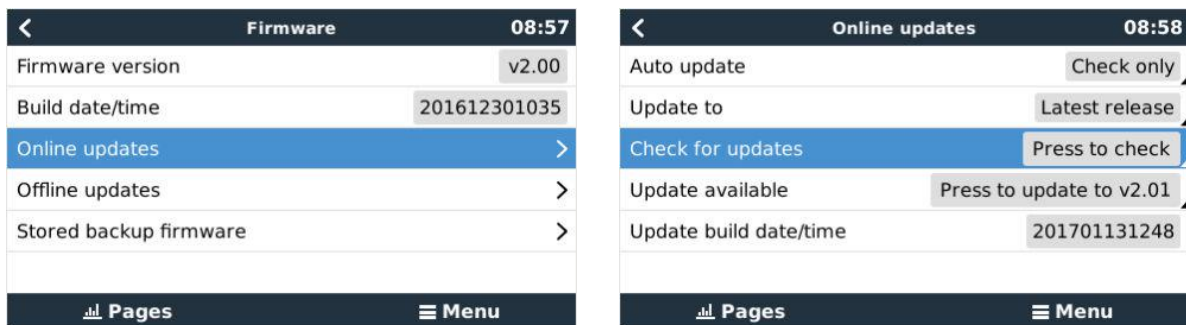 Firmware 08:57
Firmware version v2.00
Build date/time 201612301035
Online updates
Offline updates
Stored backup firmware
Pages Menu
Online updates 08:58
Auto update Check only
Update to Latest release
Check for updates Press to check
Update available Press to update to v2.01
Update build date/time 201701131248
Pages Menu